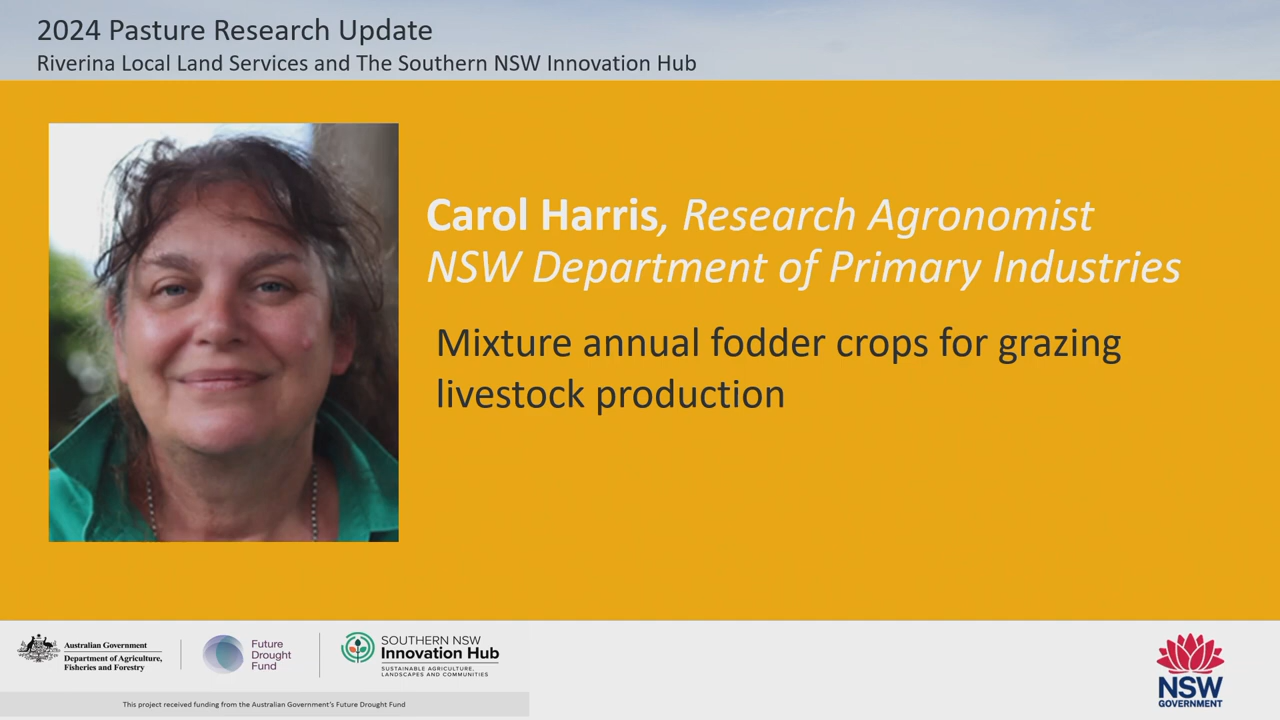 2024 Pasture Research Update
Riverina Local Land Services and The Southern NSW Innovation Hub
Carol Harris, Research Agronomist
NSW Department of Primary Industries
Mixture annual fodder crops for grazing
livestock production
Australian Government
Department of Agriculture,
Fisheries and Forestry
Future
Drought
Fund
SOUTHERN NSW
Innovation Hub
SUSTAINABLE AGRICULTURE,
LANDSCAPES AND COMMUNITIES
This project received funding from the Australian Government's Future Drought Fund
NSW
GOVERNMENT